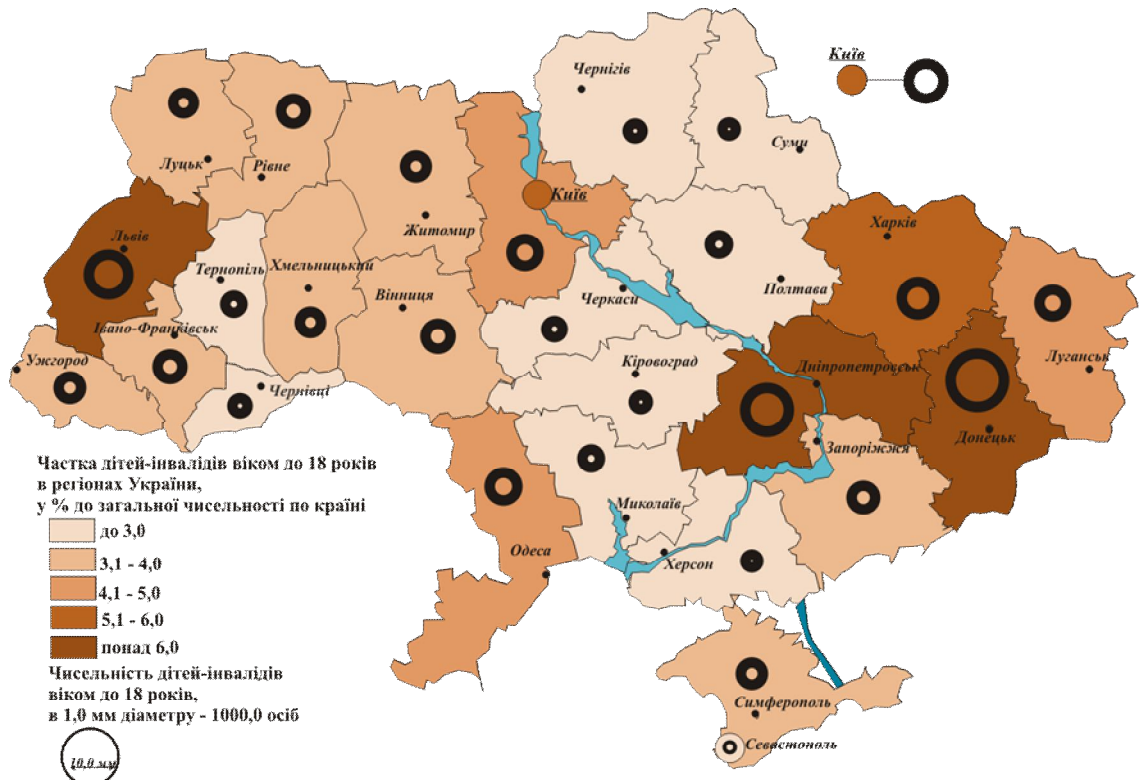 Київ
Чернігів
Суми
Луцьк
Рівне
Київ
Житомир
Харків
Львів
Тернопіль
Хмельницький
Вінниця
Черкаси
Полтава
Івано-Франківськ
Ужгород
Чернівці
Кіровоград
Дніпропетровськ
Луганськ
Донецьк
Запоріжжя
Миколаїв
Одеса
Херсон
Симферополь
Севастополь
Частка дітей-інвалідів віком до 18 років
в регіонах України,
у % до загальної чисельності по країні
до 3,0
3,1 - 4,0
4,1 - 5,0
5,1 - 6,0
понад 6,0
Чисельність дітей-інвалідів
віком до 18 років,
в 1,0 мм діаметру - 1000,0 осіб
10,0 мм